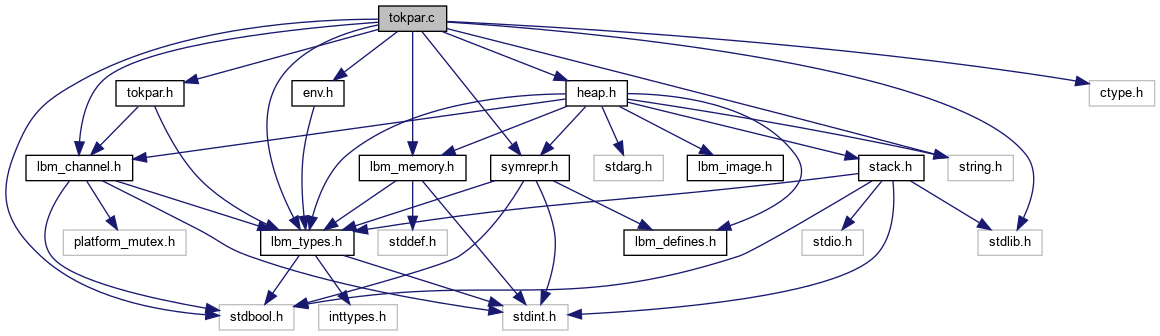 tokpar.c
tokpar.h
env.h
heap.h
ctype.h
lbm_channel.h
lbm_memory.h
symrepr.h
stdarg.h
lbm_image.h
stack.h
string.h
platform_mutex.h
lbm_types.h
stddef.h
lbm_defines.h
stdio.h
stdlib.h
stdbool.h
inttypes.h
stdint.h